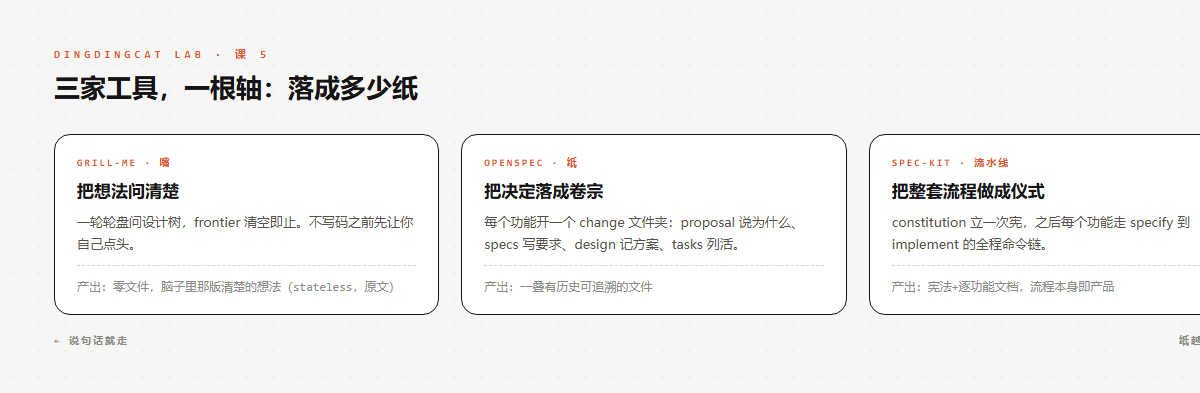 DINGDINGCAT LAB · 课 5
三家工具，一根轴：落成多少纸
GRILL-ME · 嘴
把想法问清楚
一轮轮盘问设计树，frontier 清空即止。不写码之前先让你
自己点头。
产出：零文件，脑子里那版清楚的想法（stateless，原文）
OPENSPEC · 纸
把决定落成卷宗
每个功能开一个 change 文件夹：proposal 说为什么、
specs 写要求、design 记方案、tasks 列活。
产出：一叠有历史可追溯的文件
SPEC-KIT · 流水线
把整套流程做成仪式
constitution 立一次宪，之后每个功能走 specify 到
implement 的全程命令链。
产出：宪法+逐功能文档，流程本身即产品
← 说句话就走
纸越